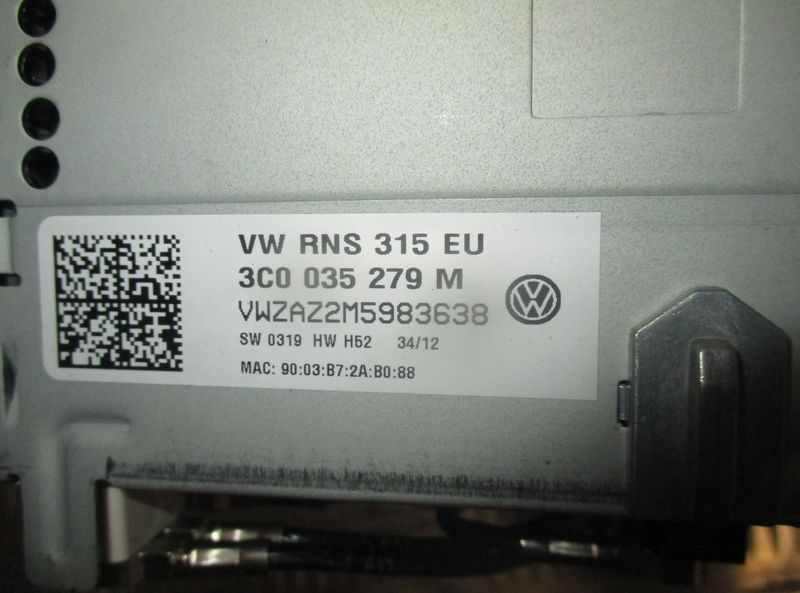 VW RNS 315 EU
3C0 035 279 M
VWZAZ2M5983638
SW 0319 HW H52 34/12
MAC: 90:03:B7:2A:B0:88